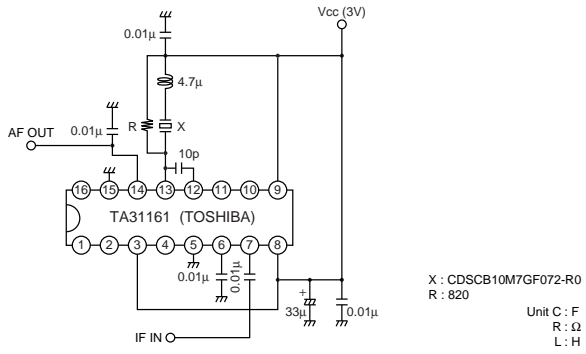 Vcc (3V)
0.01μ
4.7μ
0.01μ
R
X
AF OUT
10p
16 15 14 13 12 11 10 9
TA31161 (TOSHIBA)
1 2 3 4 5 6 7 8
0.01μ
0.01μ
+
33μ
0.01μ
IF IN
X : CDSCB10M7GF072-R0
R : 820
Unit C : F
R : Ω
L : H